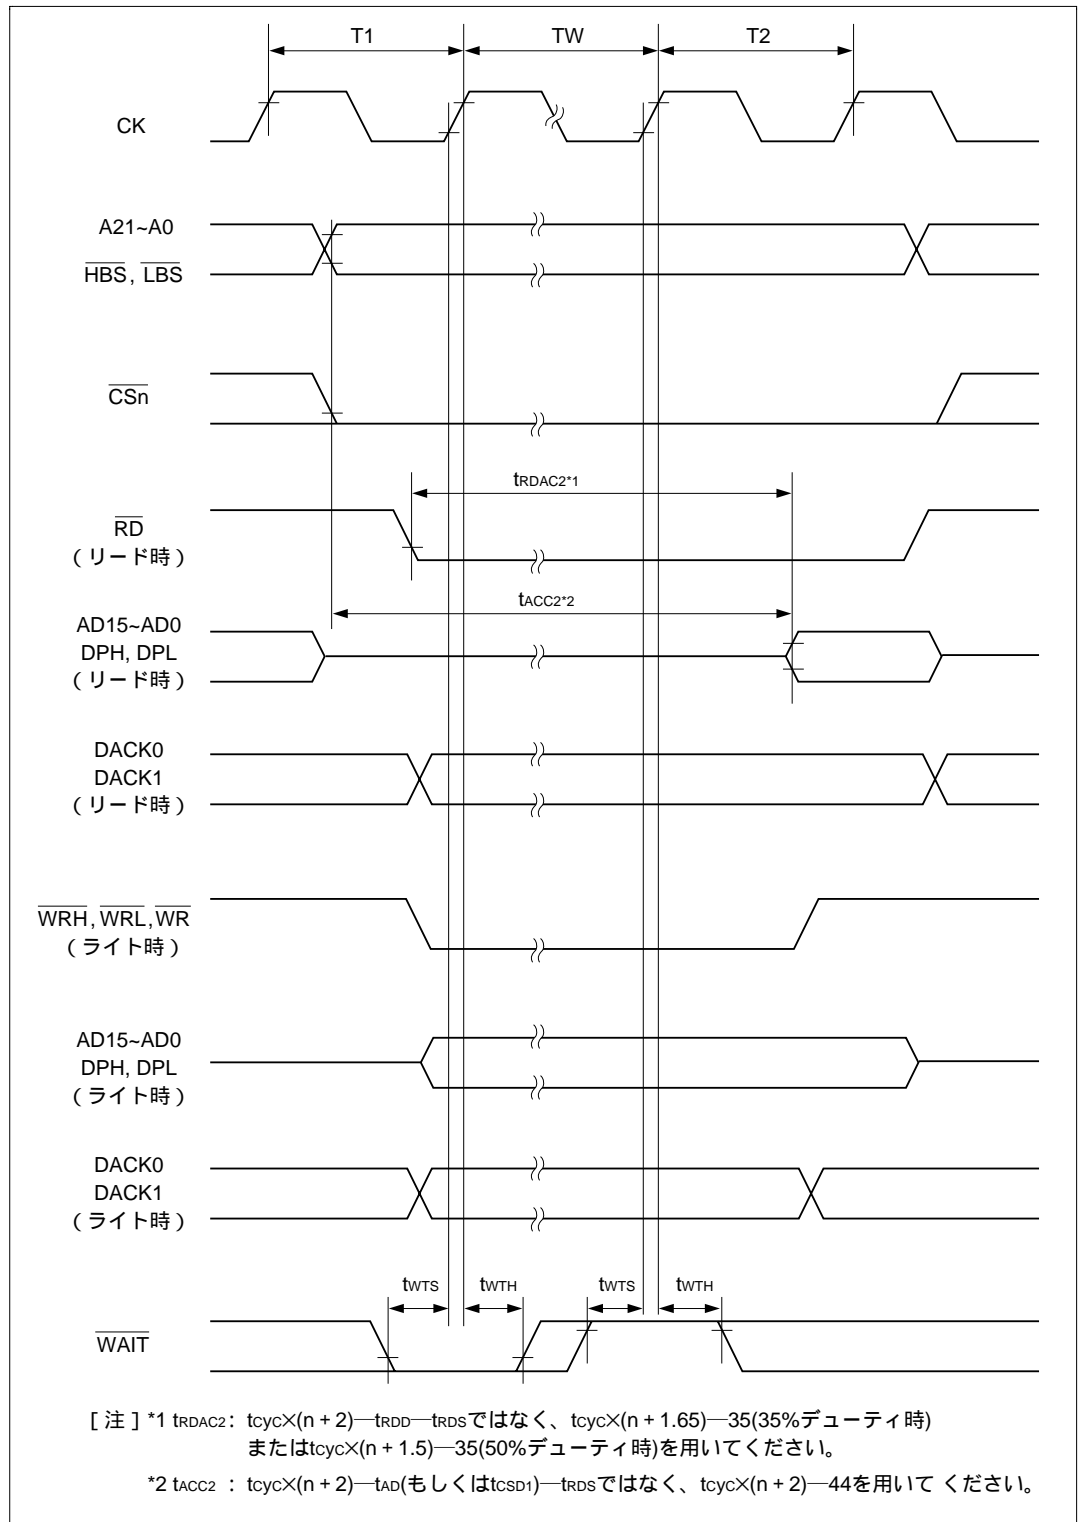 T1 TW T2
CK
A21~A0
HBS, LBS
CSn
tRDAC2*1
RD
(リード時)
tACC2*2
AD15~AD0
DPH, DPL
(リード時)
DACK0
DACK1
(リード時)
WRH, WRL, WR
(ライト時)
AD15~AD0
DPH, DPL
(ライト時)
DACK0
DACK1
(ライト時)
tWTS tWTH tWTS tWTH
WAIT
[注] *1 tRDAC2: tcyc×(n + 2)—tRDD—tRDSではなく、tcyc×(n + 1.65)—35(35%デューティ時)
またはtcyc×(n + 1.5)—35(50%デューティ時)を用いてください。
*2 tACC2 : tcyc×(n + 2)—tAD(もしくはtCSD1)—tRDSではなく、tcyc×(n + 2)—44を用いて ください。